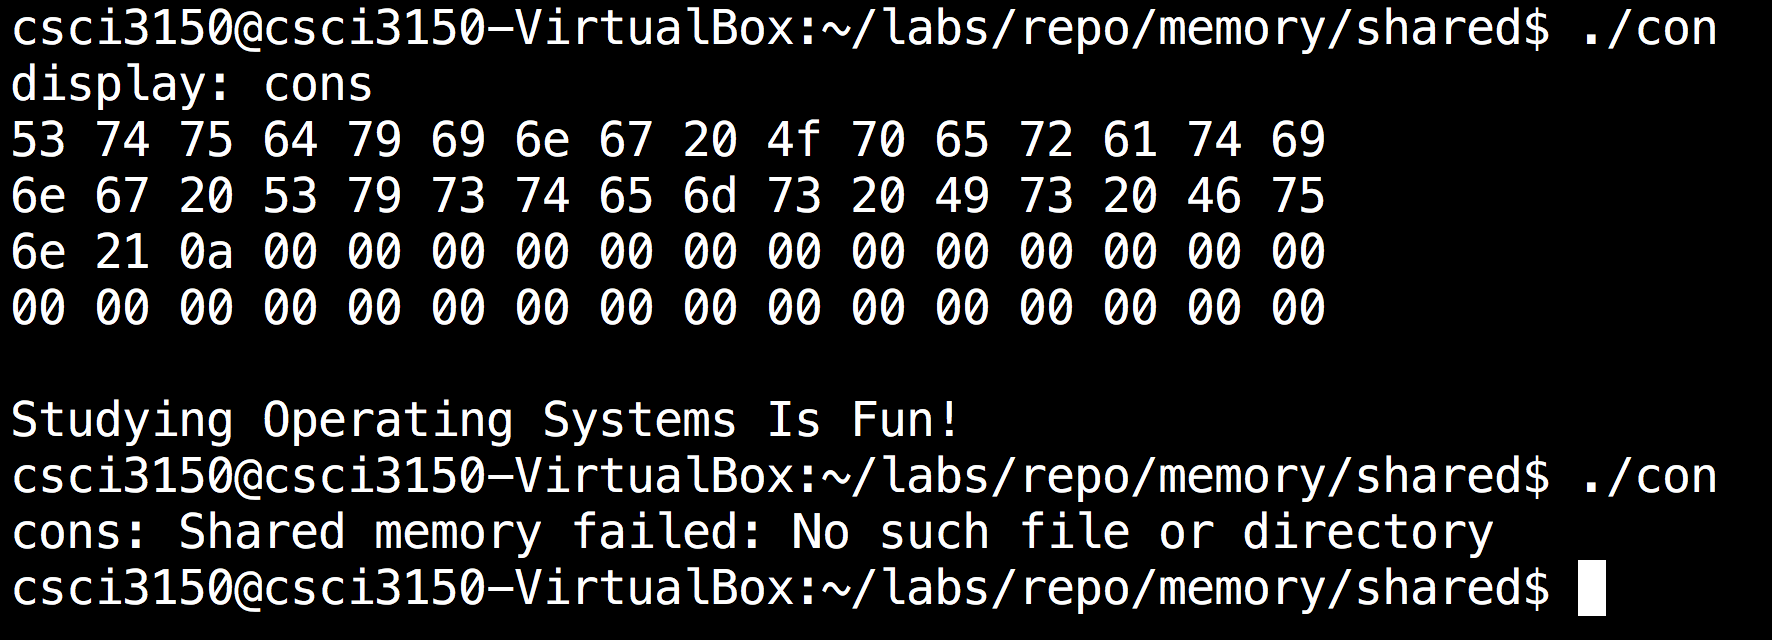 csci3150@csci3150-VirtualBox:~/labs/repo/memory/shared$ ./con
display: cons
53 74 75 64 79 69 6e 67 20 4f 70 65 72 61 74 69
6e 67 20 53 79 73 74 65 6d 73 20 49 73 20 46 75
6e 21 0a 00 00 00 00 00 00 00 00 00 00 00 00 00
00 00 00 00 00 00 00 00 00 00 00 00 00 00 00 00
Studying Operating Systems Is Fun!
csci3150@csci3150-VirtualBox:~/labs/repo/memory/shared$ ./con
cons: Shared memory failed: No such file or directory
csci3150@csci3150-VirtualBox:~/labs/repo/memory/shared$